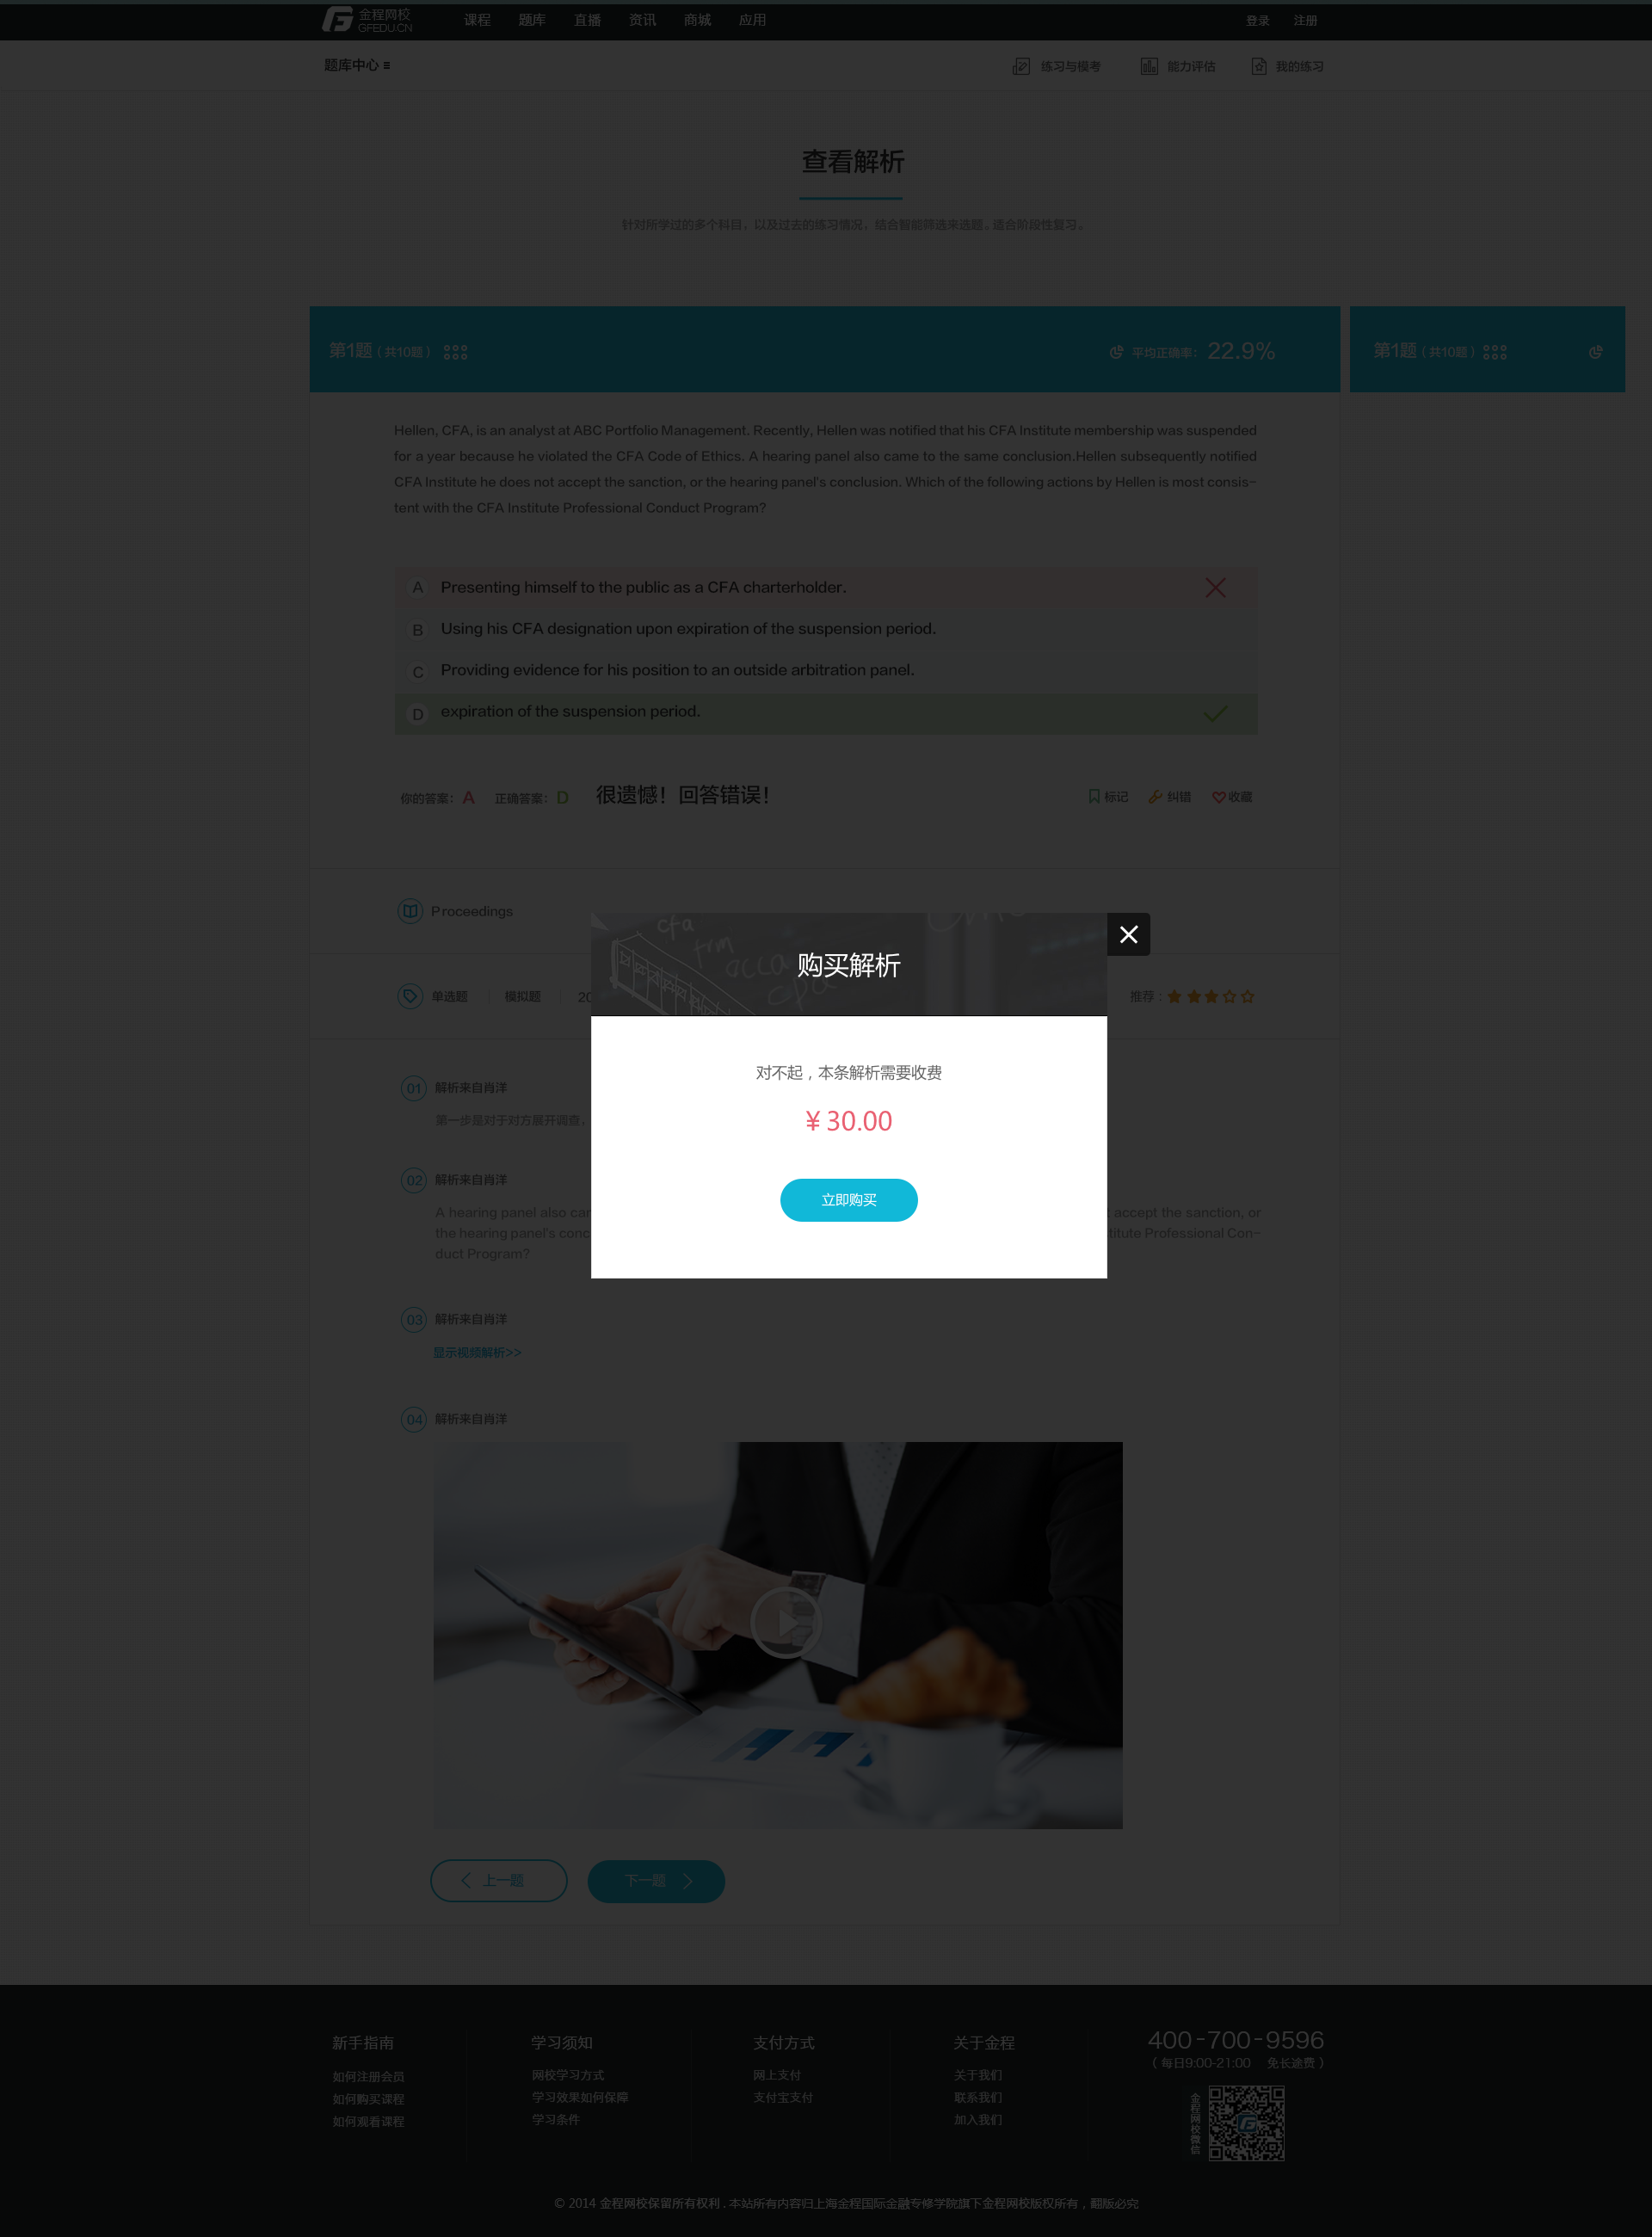 金程网校
GFEDU.CN
课程 题库 直播 资讯 商城 应用
登录 注册
题库中心
练习与模考 能力评估 我的练习
查看解析
针对所学过的多个科目，以及过去的练习情况，结合智能筛选来选题。适合阶段性复习。
第1题（共10题） 平均正确率： 22.9%
第1题（共10题）
Hellen, CFA, is an analyst at ABC Portfolio Management. Recently, Hellen was notified that his CFA Institute membership was suspended
for a year because he violated the CFA Code of Ethics. A hearing panel also came to the same conclusion.Hellen subsequently notified
CFA Institute he does not accept the sanction, or the hearing panel's conclusion. Which of the following actions by Hellen is most consis-
tent with the CFA Institute Professional Conduct Program?
A Presenting himself to the public as a CFA charterholder.
B Using his CFA designation upon expiration of the suspension period.
C Providing evidence for his position to an outside arbitration panel.
D expiration of the suspension period.
你的答案： A 正确答案： D 很遗憾！回答错误！
标记 纠错 收藏
Proceedings
cfa
frm
acca
cpa
购买解析
单选题 模拟题 20
推荐：
对不起，本条解析需要收费
¥ 30.00
立即购买
01 解析来自肖洋
第一步是对于对方展开调查，
02 解析来自肖洋
A hearing panel also car accept the sanction, or
the hearing panel's conc titute Professional Con-
duct Program?
03 解析来自肖洋
显示视频解析>>
04 解析来自肖洋
上一题 下一题
新手指南
如何注册会员
如何购买课程
如何观看课程
学习须知
网校学习方式
学习效果如何保障
学习条件
支付方式
网上支付
支付宝支付
关于金程
关于我们
联系我们
加入我们
400-700-9596
（每日9:00-21:00 免长途费）
金程网校微信
© 2014 金程网校保留所有权利 . 本站所有内容归上海金程国际金融专修学院旗下金程网校版权所有，翻版必究